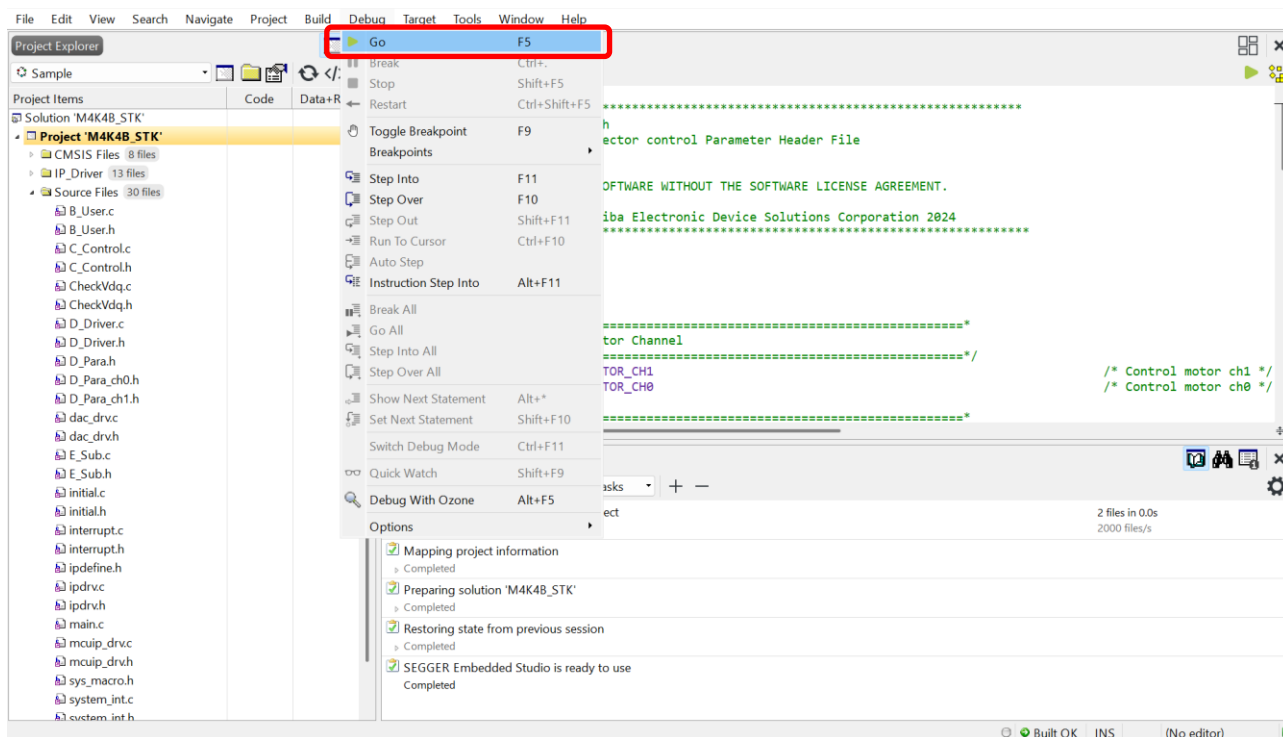 File Edit View Search Navigate Project Build Debug Target Tools Window Help
Project Explorer
Sample
Project Items Code Data+R
Solution 'M4K4B_STK'
Project 'M4K4B_STK'
CMSIS Files 8 files
IP_Driver 13 files
Source Files 30 files
B_User.c
B_User.h
C_Control.c
C_Control.h
CheckVdq.c
CheckVdq.h
D_Driver.c
D_Driver.h
D_Para.h
D_Para_ch0.h
D_Para_ch1.h
dac_drv.c
dac_drv.h
E_Sub.c
E_Sub.h
initial.c
initial.h
interrupt.c
interrupt.h
ipdefine.h
ipdrv.c
ipdrv.h
main.c
mcuip_drv.c
mcuip_drv.h
sys_macro.h
system_int.c
system_int.h
Go F5
Break Ctrl+.
Stop Shift+F5
Restart Ctrl+Shift+F5
Toggle Breakpoint F9
Breakpoints
Step Into F11
Step Over F10
Step Out Shift+F11
Run To Cursor Ctrl+F10
Auto Step
Instruction Step Into Alt+F11
Break All
Go All
Step Into All
Step Over All
Show Next Statement Alt+*
Set Next Statement Shift+F10
Switch Debug Mode Ctrl+F11
Quick Watch Shift+F9
Debug With Ozone Alt+F5
Options
**********************************************************
h
ector control Parameter Header File
OFTWARE WITHOUT THE SOFTWARE LICENSE AGREEMENT.
iba Electronic Device Solutions Corporation 2024
***********************************************************
==================================================*
tor Channel
==================================================*/
TOR_CH1 /* Control motor ch1 */
TOR_CH0 /* Control motor ch0 */
==================================================*
asks
ect 2 files in 0.0s
2000 files/s
Mapping project information
Completed
Preparing solution 'M4K4B_STK'
Completed
Restoring state from previous session
Completed
SEGGER Embedded Studio is ready to use
Completed
Built OK INS (No editor)